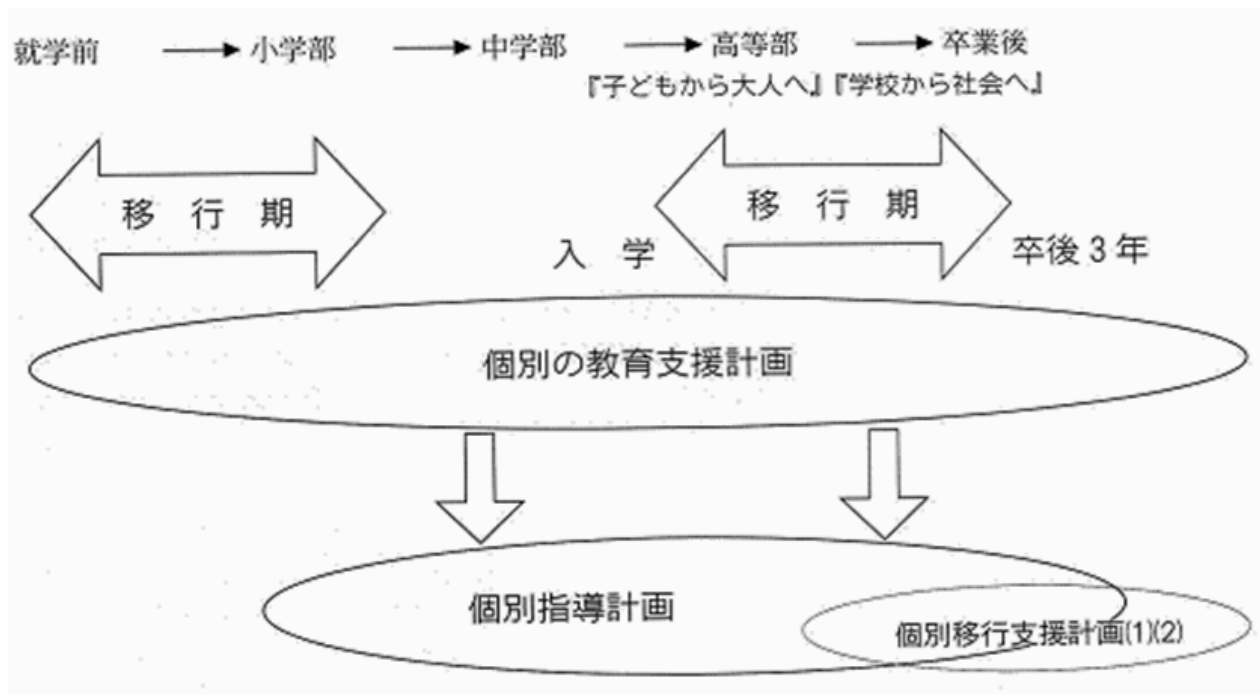 就学前 → 小学部 → 中学部 → 高等部 → 卒業後
『子どもから大人へ』『学校から社会へ』
移 行 期
移 行 期
入 学
卒後3年
個別の教育支援計画
個別指導計画
個別移行支援計画(1)(2)